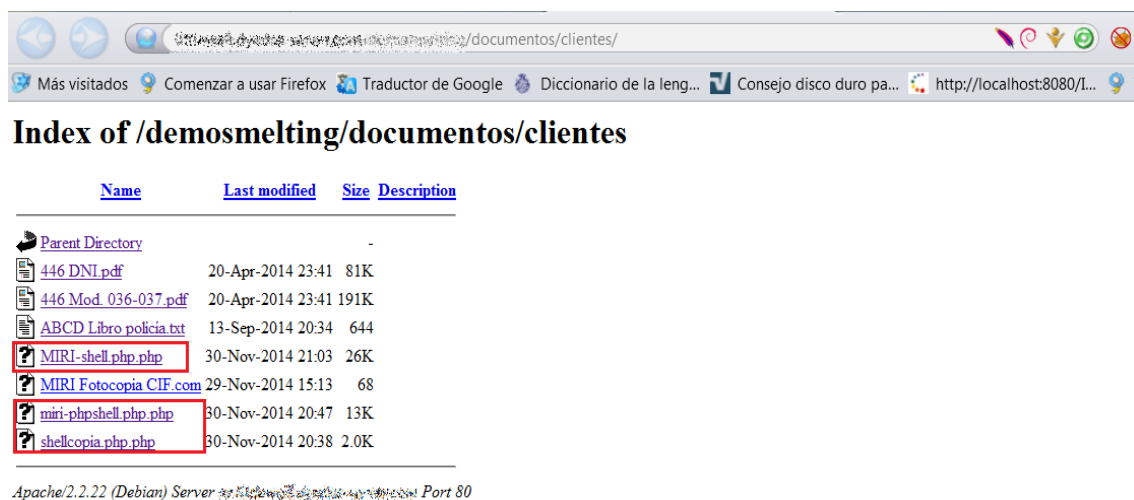 /documentos/clientes/
Más visitados Comenzar a usar Firefox Traductor de Google Diccionario de la leng... Consejo disco duro pa... http://localhost:8080/I...
Index of /demosmelting/documentos/clientes
Name Last modified Size Description
Parent Directory -
446 DNI.pdf 20-Apr-2014 23:41 81K
446 Mod. 036-037.pdf 20-Apr-2014 23:41 191K
ABCD Libro policia.txt 13-Sep-2014 20:34 644
MIRI-shell.php.php 30-Nov-2014 21:03 26K
MIRI Fotocopia CIF.com 29-Nov-2014 15:13 68
miri-phpshell.php.php 30-Nov-2014 20:47 13K
shellcopia.php.php 30-Nov-2014 20:38 2.0K
Apache/2.2.22 (Debian) Server Port 80